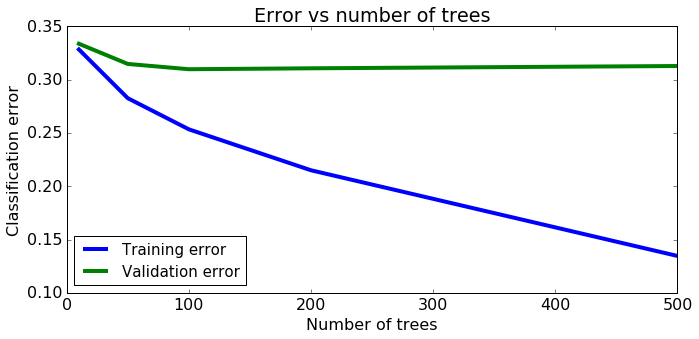 Error vs number of trees
0.35
0.30
0.25
0.20
0.15
0.10
Classification error
Training error
Validation error
0 100 200 300 400 500
Number of trees